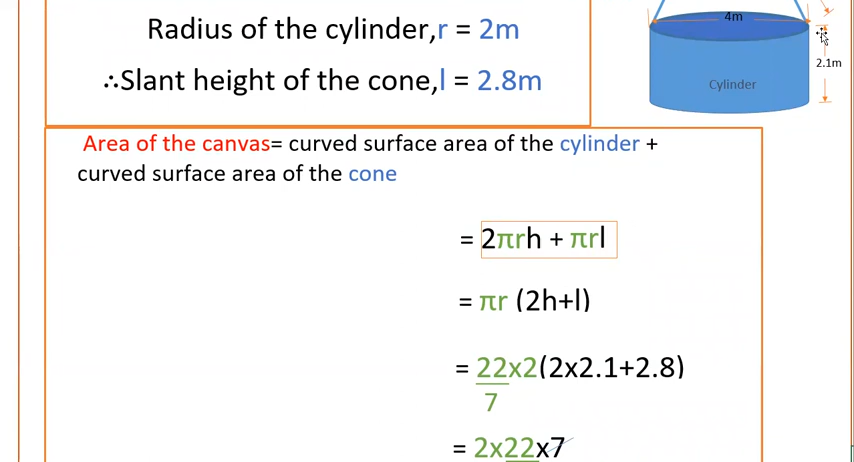 4m
Radius of the cylinder,r = 2m
2.1m
∴Slant height of the cone,l = 2.8m
Cylinder
Area of the canvas= curved surface area of the cylinder +
curved surface area of the cone
= 2πrh + πrl
= πr (2h+l)
= 22x2(2x2.1+2.8)
7
= 2x22x7